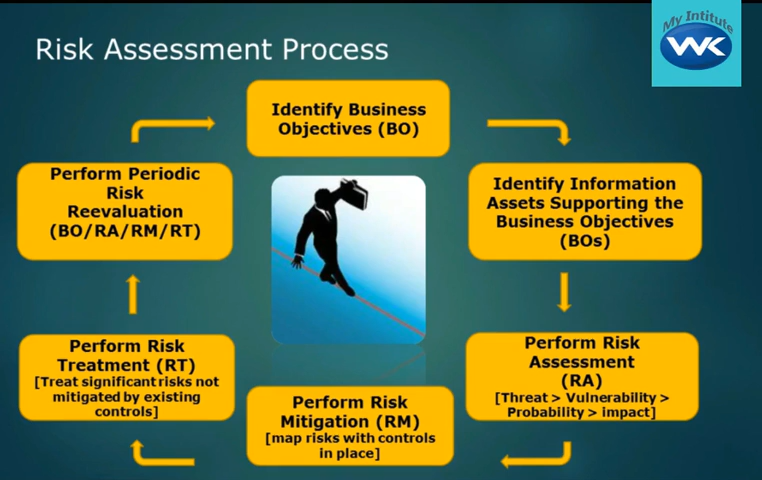 Risk Assessment Process
My Intitute
VVK
Identify Business
Objectives (BO)
Identify Information
Assets Supporting the
Business Objectives
(BOs)
Perform Risk
Assessment
(RA)
[Threat > Vulnerability >
Probability > impact]
Perform Risk
Mitigation (RM)
[map risks with controls
in place]
Perform Risk
Treatment (RT)
[Treat significant risks not
mitigated by existing
controls]
Perform Periodic
Risk
Reevaluation
(BO/RA/RM/RT)